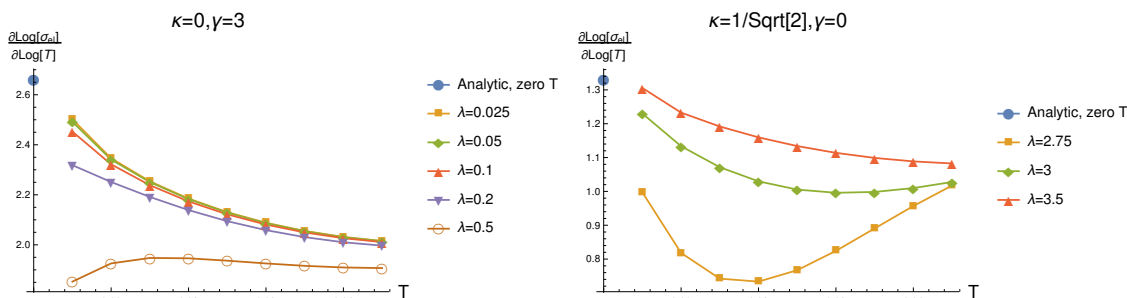 κ=0,γ=3
∂Log[σel]
∂Log[T]
2.6
2.4
2.2
2.0
T
Analytic, zero T
λ=0.025
λ=0.05
λ=0.1
λ=0.2
λ=0.5
κ=1/Sqrt[2],γ=0
∂Log[σel]
∂Log[T]
1.3
1.2
1.1
1.0
0.9
0.8
T
Analytic, zero T
λ=2.75
λ=3
λ=3.5